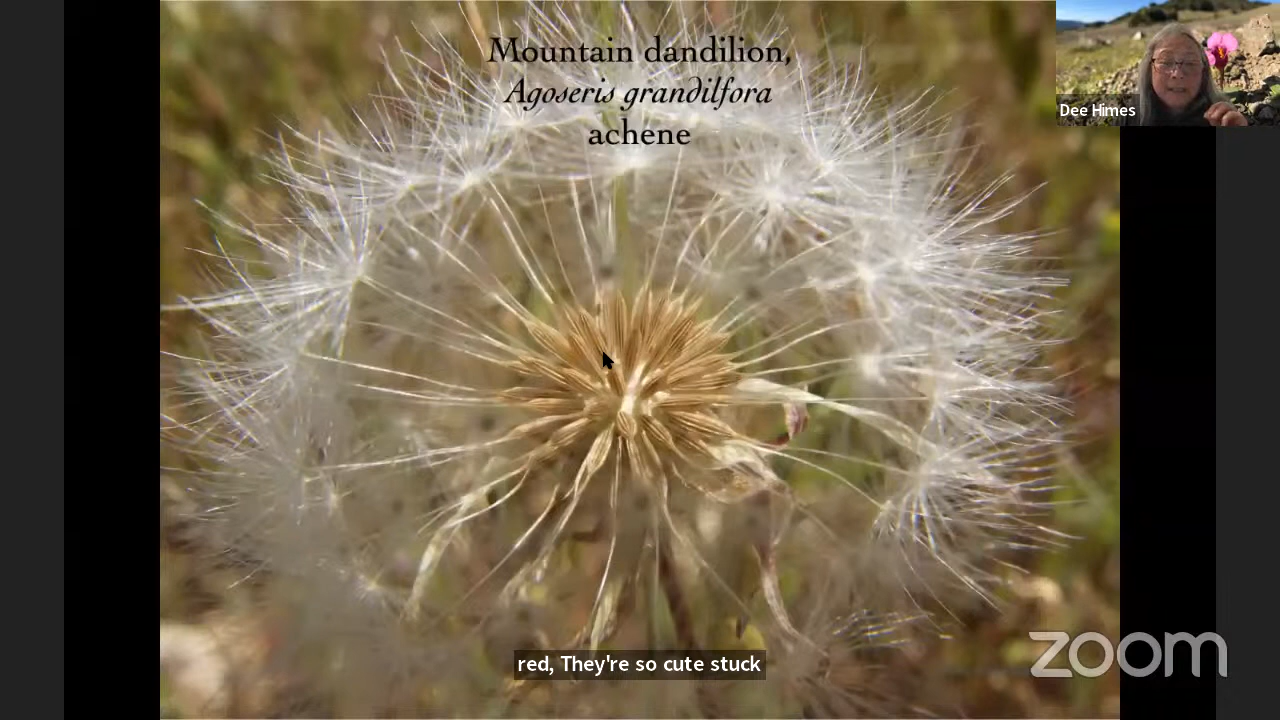 Mountain dandilion,
Agoseris grandilfora
achene
Dee Himes
red, They're so cute stuck
zoom